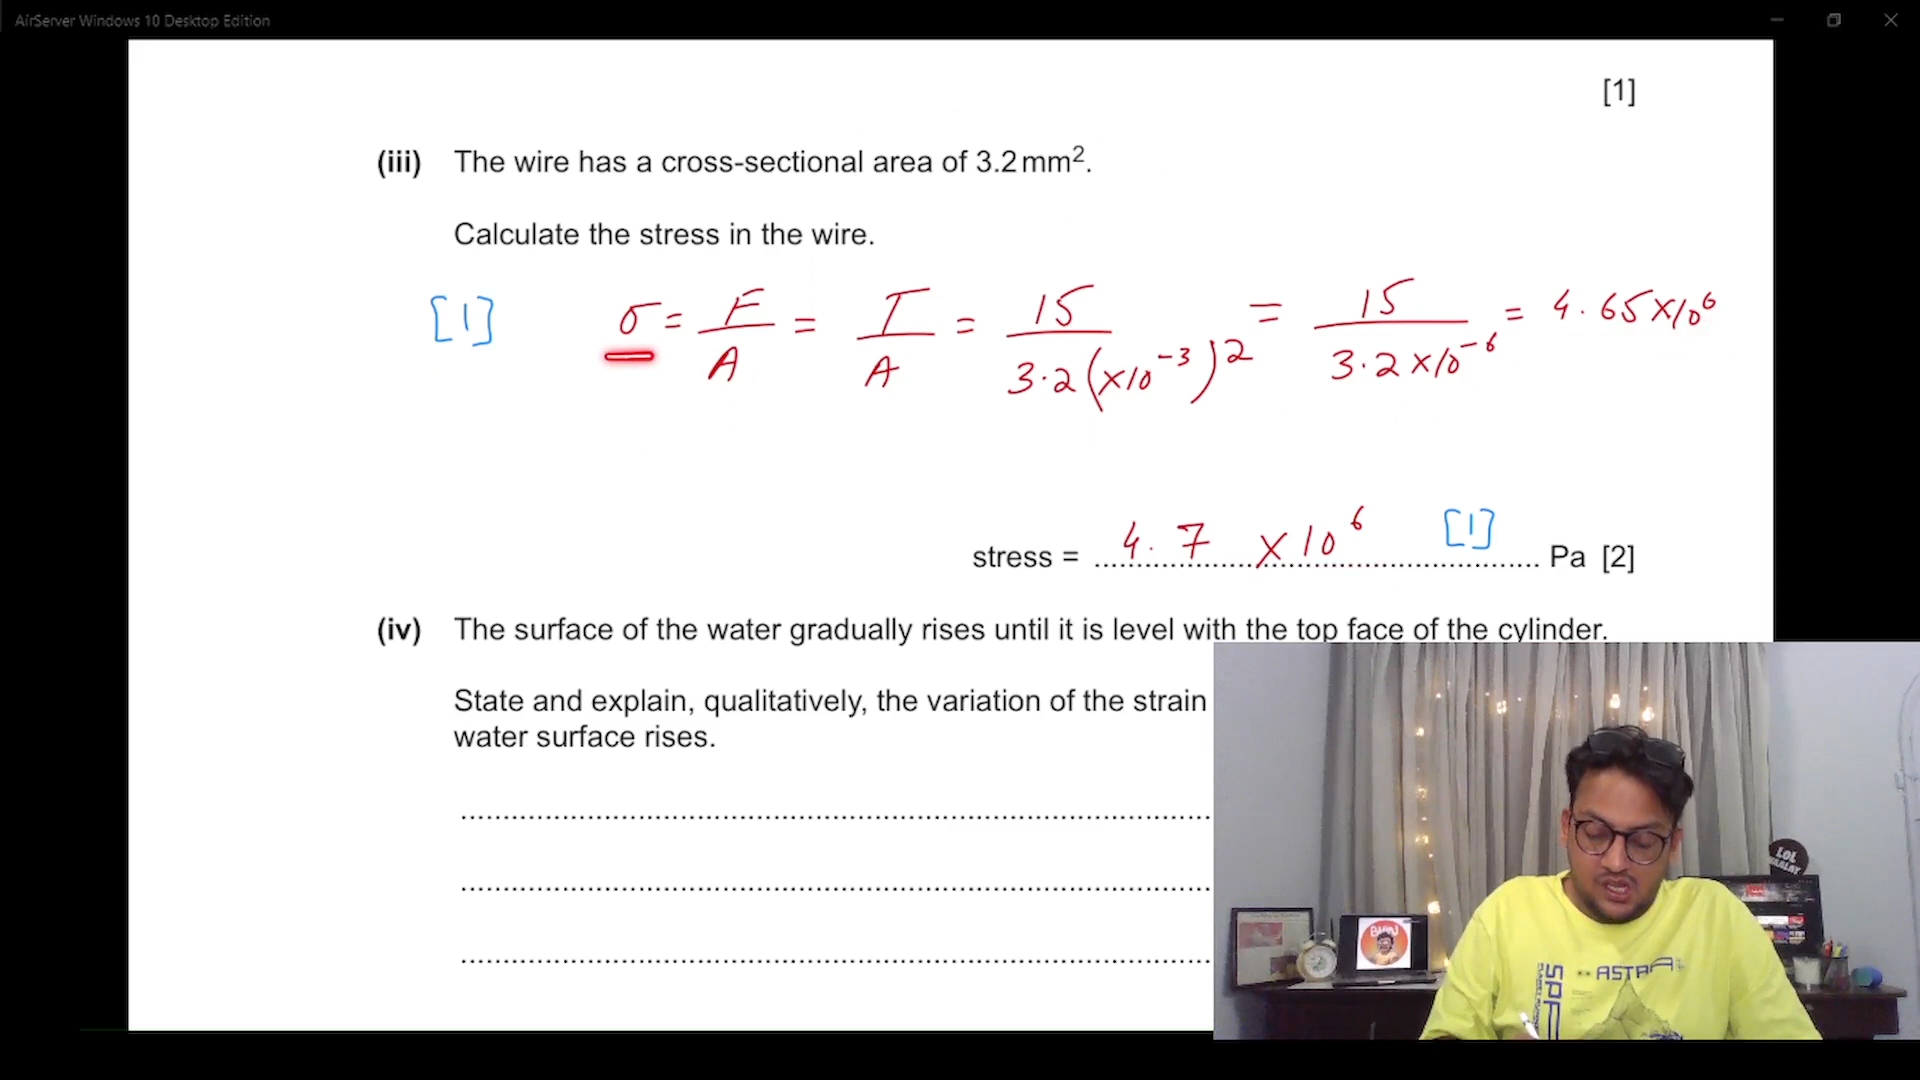 AirServer Windows 10 Desktop Edition
[1]
(iii) The wire has a cross-sectional area of 3.2 mm².
Calculate the stress in the wire.
[1] σ = F/A = T/A = 15/3.2(×10⁻³)² = 15/3.2×10⁻⁶ = 4.65×10⁶
stress = 4.7 ×10⁶ [1] Pa [2]
(iv) The surface of the water gradually rises until it is level with the top face of the cylinder.
State and explain, qualitatively, the variation of the strain
water surface rises.
LOL
ASTRA